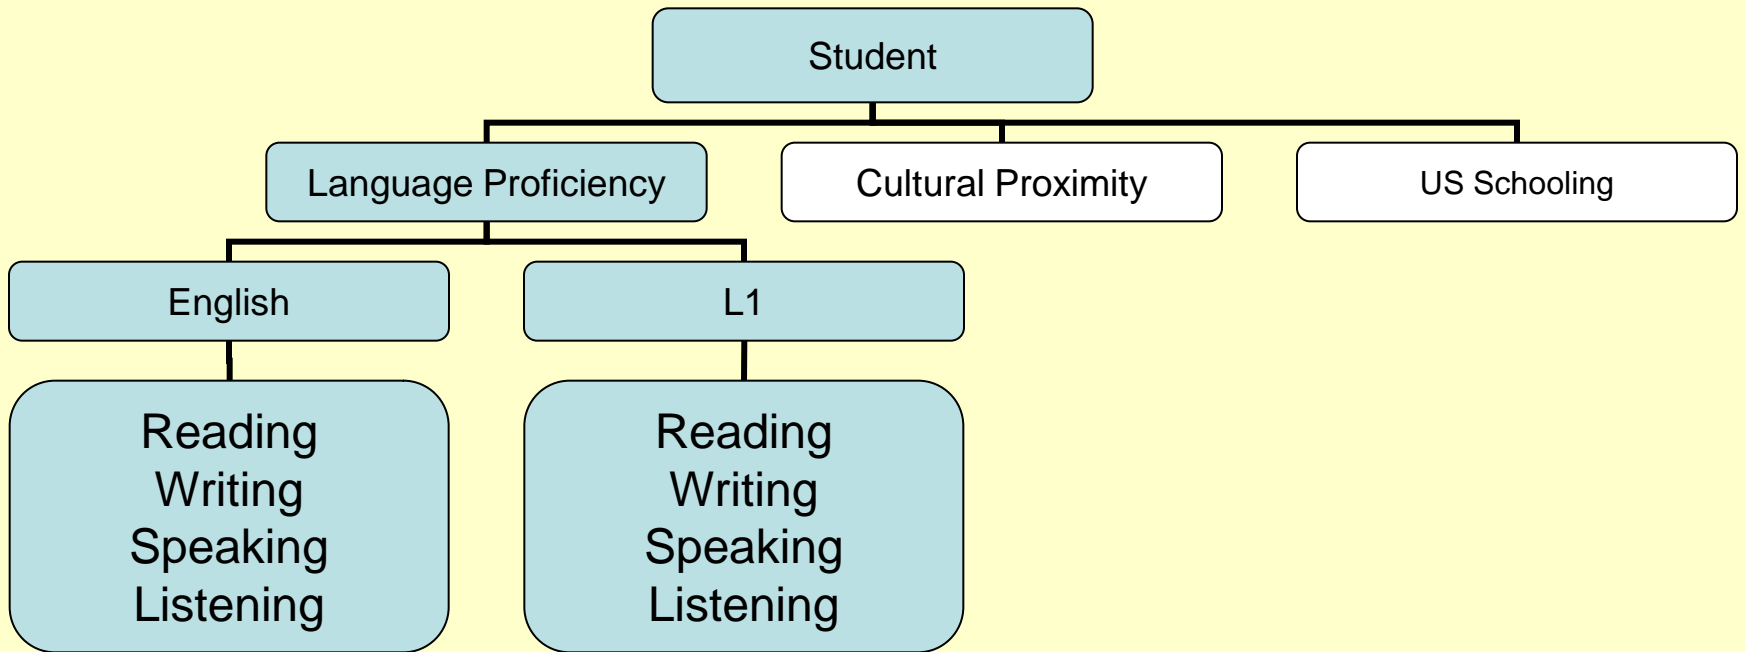 Student
Language Proficiency
Cultural Proximity
US Schooling
English
L1
Reading
Writing
Speaking
Listening
Reading
Writing
Speaking
Listening